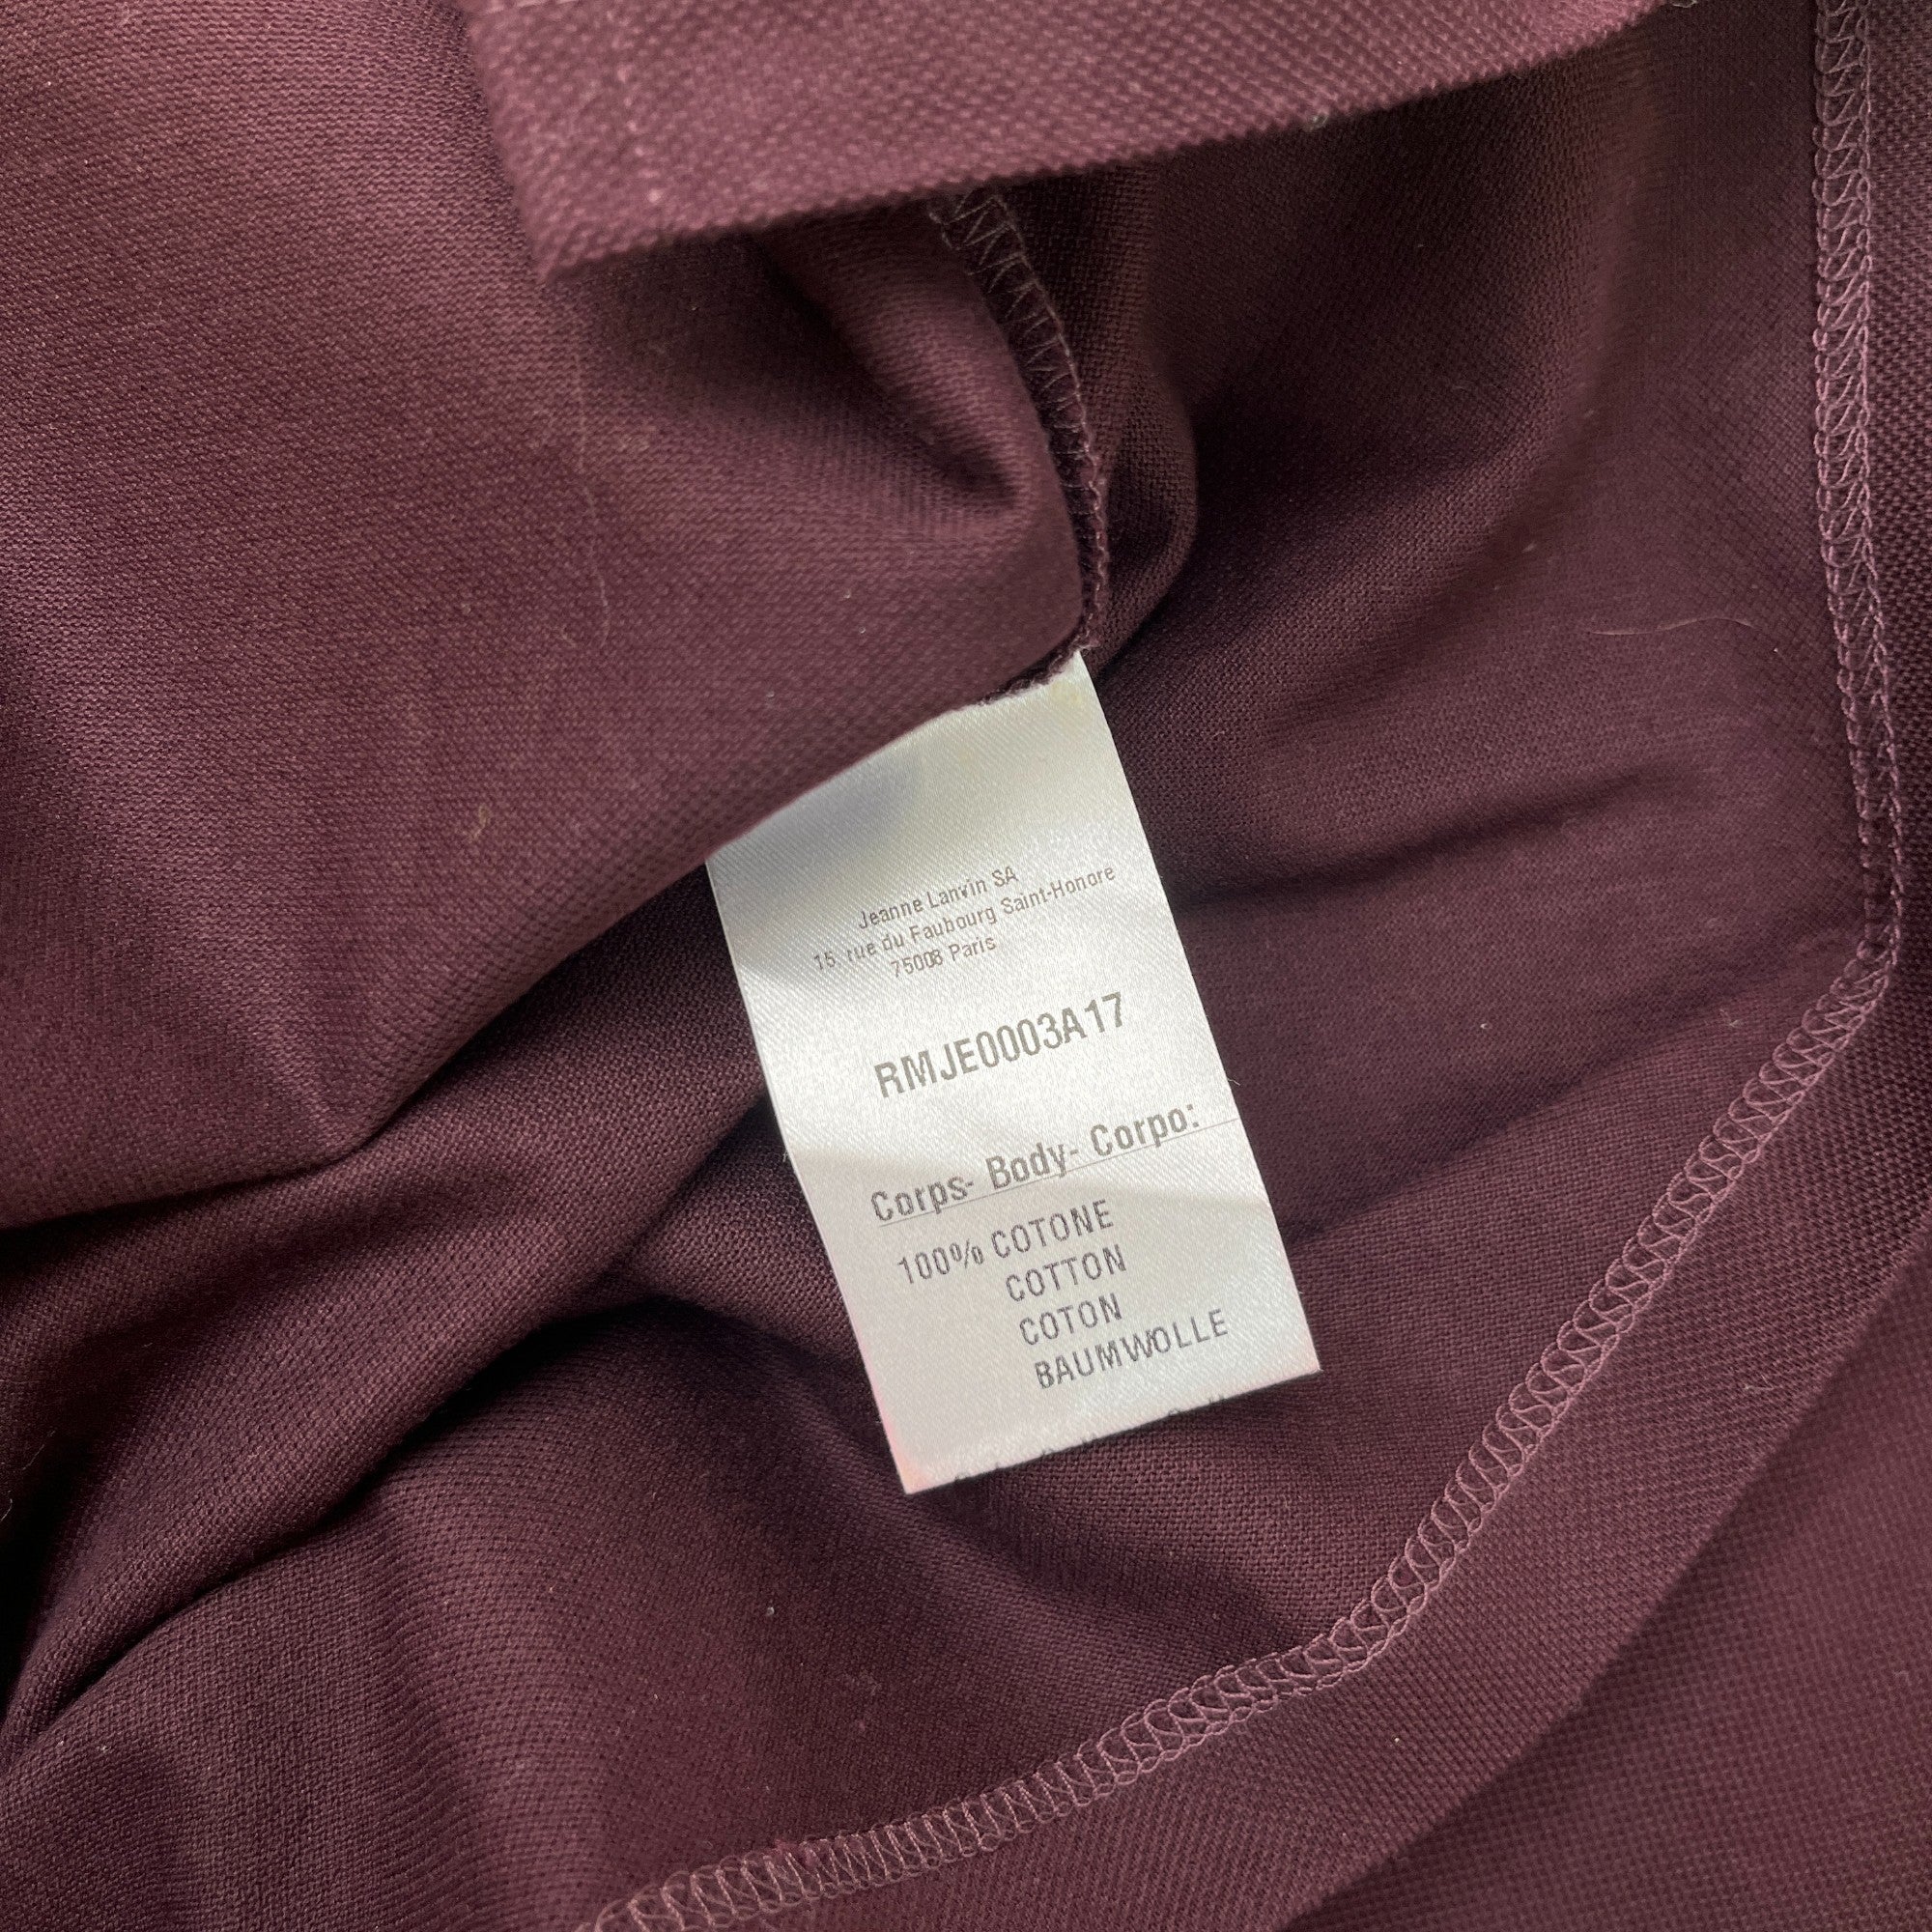 Jeanne Lanvin SA
15 rue du Faubourg Saint-Honore
75008 Paris
RMJE0003A17
Corps- Body- Corpo:
100% COTONE
COTTON
COTON
BAUMWOLLE